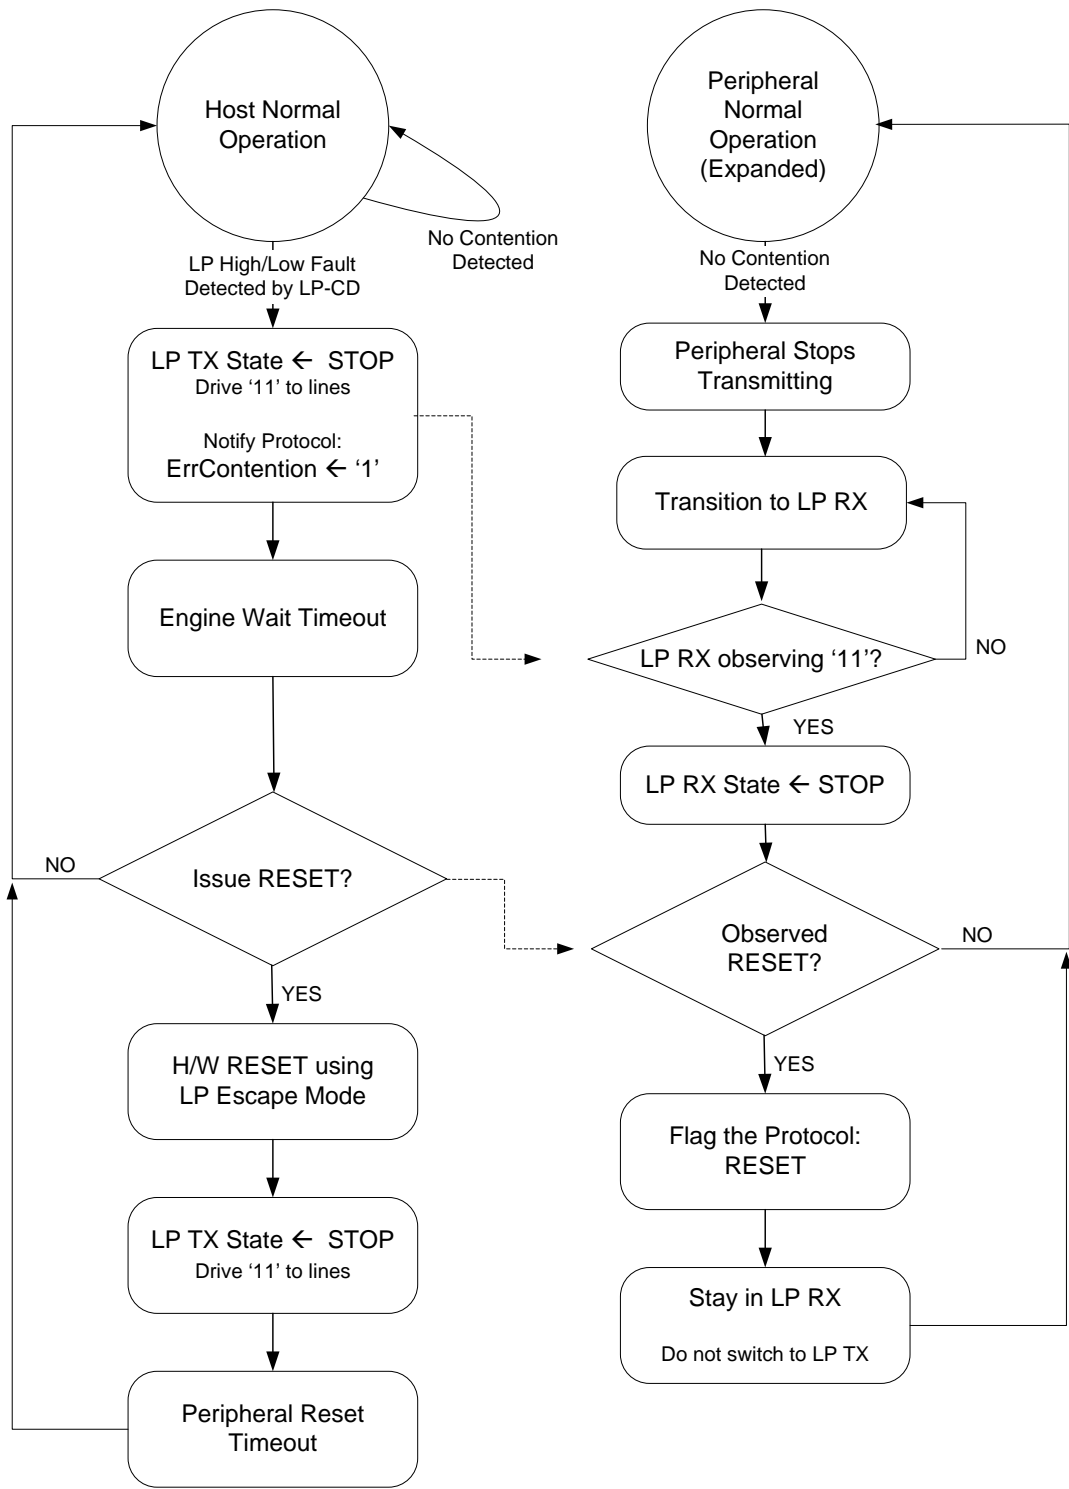 Host Normal
Operation
No Contention
Detected
LP High/Low Fault
Detected by LP-CD
LP TX State ← STOP
Drive ‘11’ to lines
Notify Protocol:
ErrContention ← ‘1’
Engine Wait Timeout
NO
Issue RESET?
YES
H/W RESET using
LP Escape Mode
LP TX State ← STOP
Drive ‘11’ to lines
Peripheral Reset
Timeout
Peripheral
Normal
Operation
(Expanded)
No Contention
Detected
Peripheral Stops
Transmitting
Transition to LP RX
LP RX observing ‘11’?
NO
YES
LP RX State ← STOP
Observed
RESET?
NO
YES
Flag the Protocol:
RESET
Stay in LP RX
Do not switch to LP TX